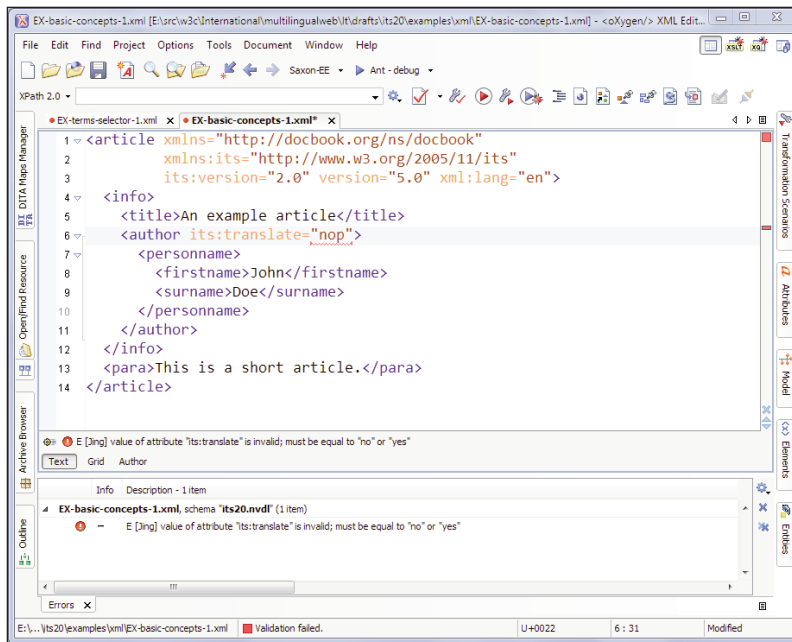 EX-basic-concepts-1.xml [E:\src\w3c\International\multilingualweb\lt\drafts\its20\examples\xml\EX-basic-concepts-1.xml] - <oXygen/> XML Edit...
File Edit Find Project Options Tools Document Window Help
XSLT XQ
Saxon-EE Ant - debug
XPath 2.0
EX-terms-selector-1.xml EX-basic-concepts-1.xml*
1 <article xmlns="http://docbook.org/ns/docbook"
2 xmlns:its="http://www.w3.org/2005/11/its"
3 its:version="2.0" version="5.0" xml:lang="en">
4 <info>
5 <title>An example article</title>
6 <author its:translate="nop">
7 <personname>
8 <firstname>John</firstname>
9 <surname>Doe</surname>
10 </personname>
11 </author>
12 </info>
13 <para>This is a short article.</para>
14 </article>
DITA Maps Manager
Open/Find Resource
Archive Browser
Outline
Transformation Scenarios
Attributes
Model
Elements
Entities
E [Jing] value of attribute "its:translate" is invalid; must be equal to "no" or "yes"
Text Grid Author
Info Description - 1 item
EX-basic-concepts-1.xml, schema "its20.nvdl" (1 item)
E [Jing] value of attribute "its:translate" is invalid; must be equal to "no" or "yes"
Errors
E:\...\its20\examples\xml\EX-basic-concepts-1.xml Validation failed. U+0022 6 : 31 Modified